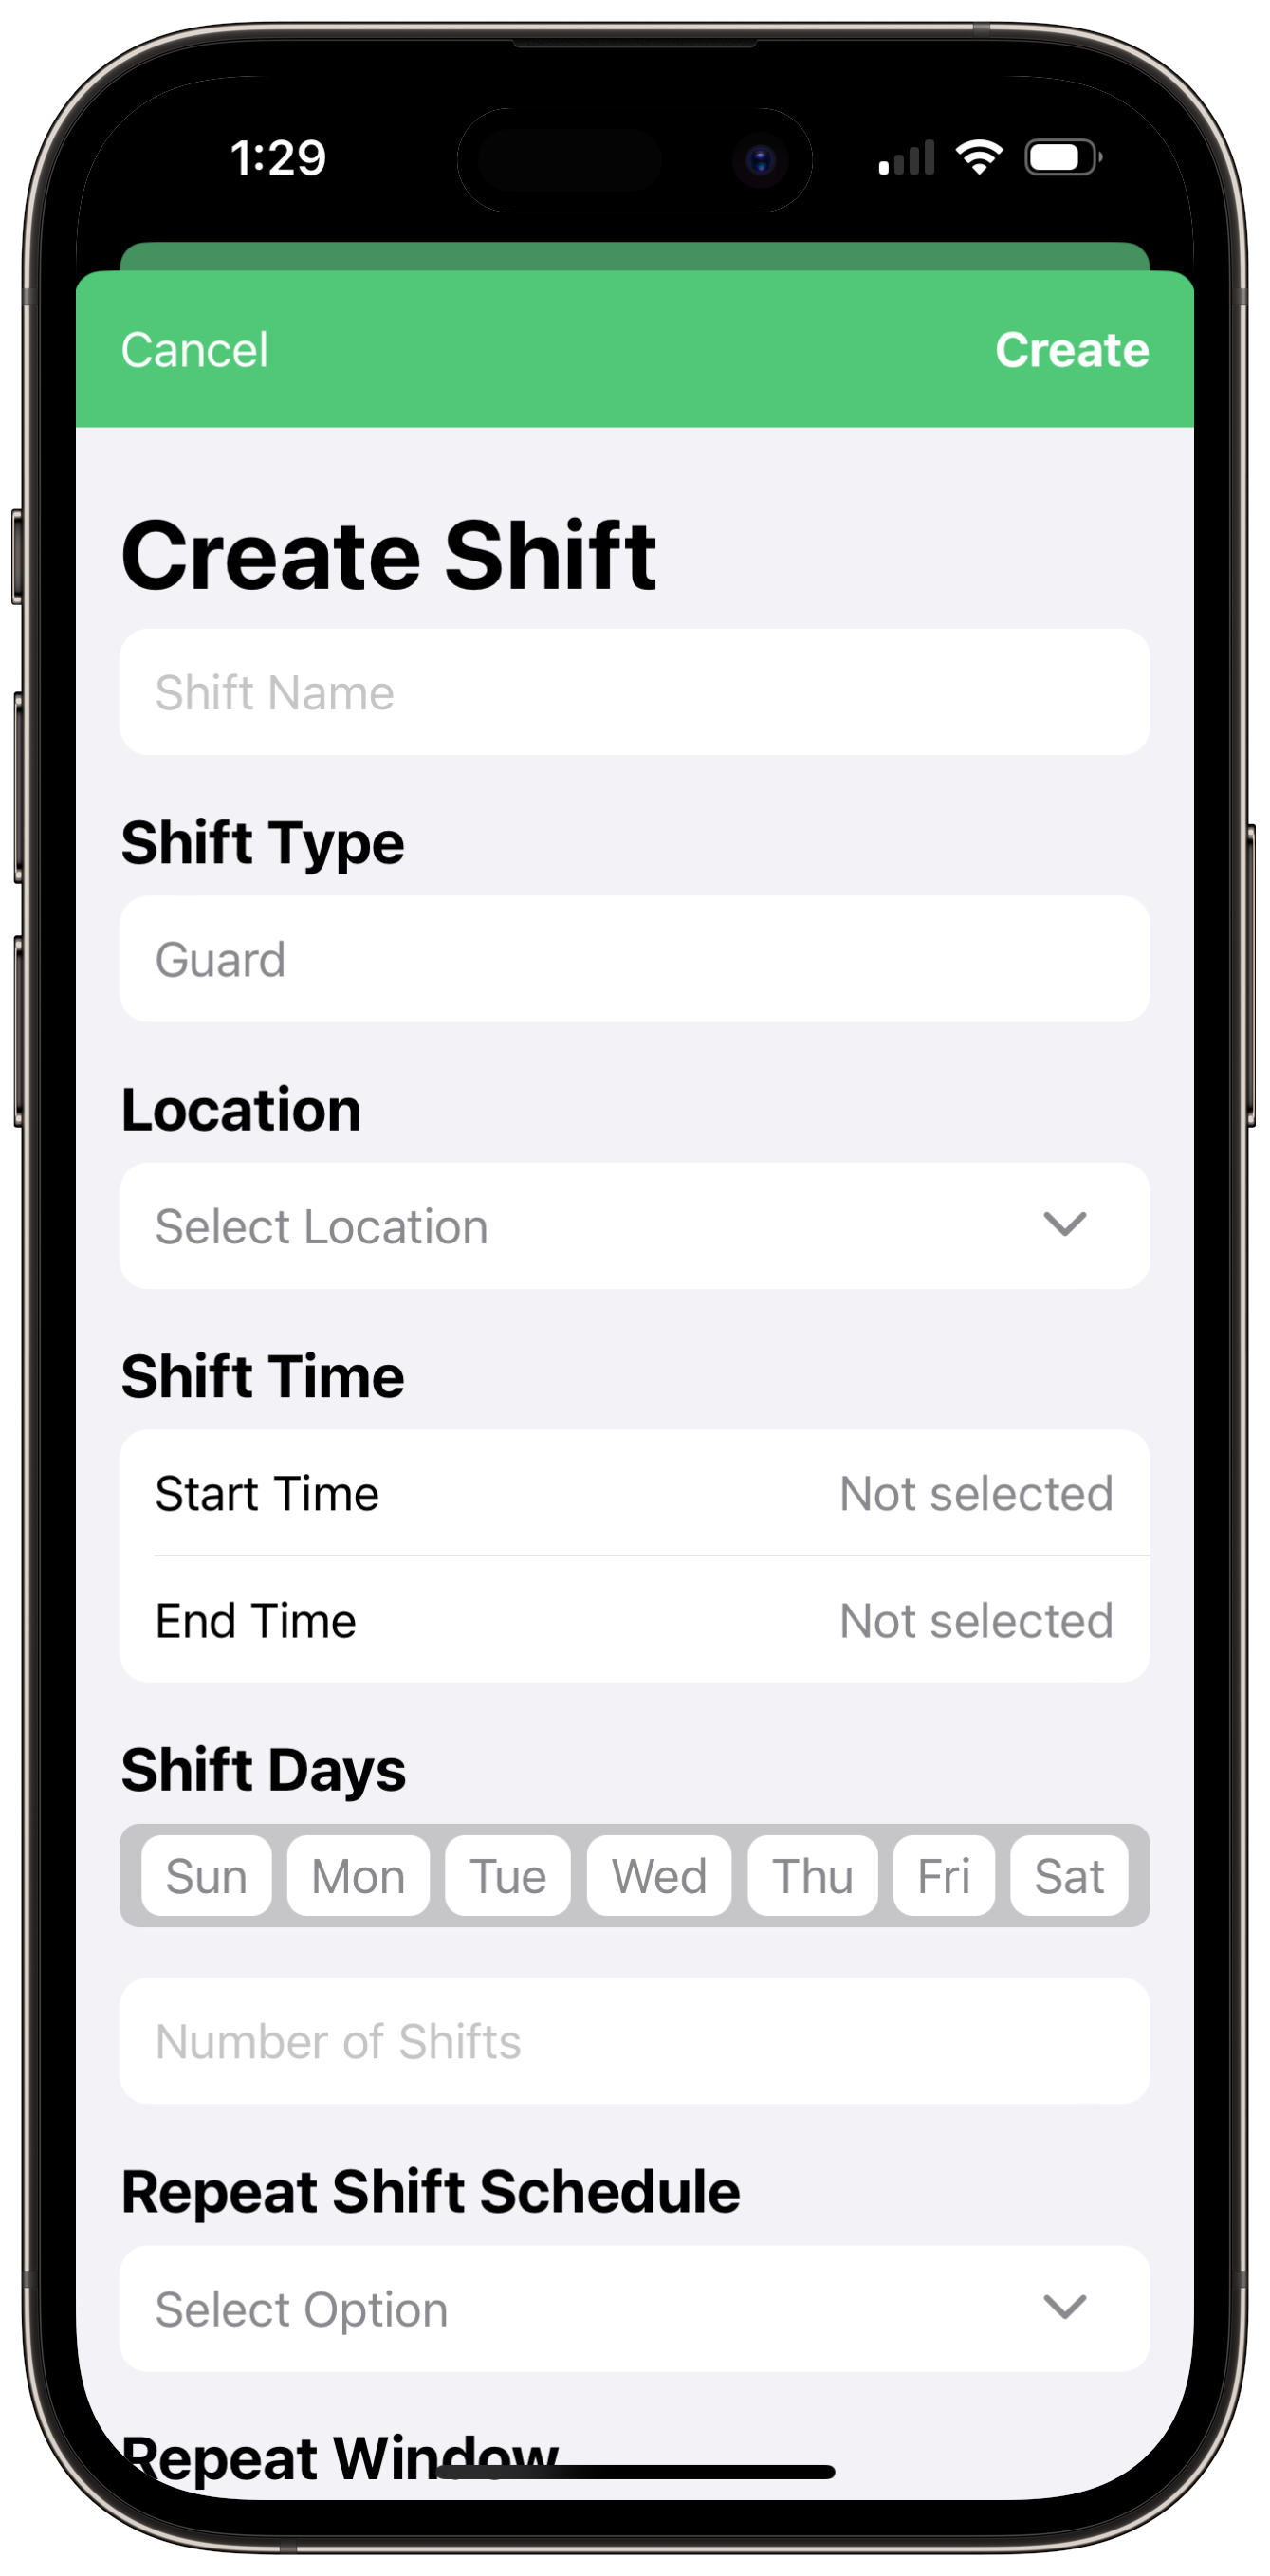 1:29
Cancel Create
Create Shift
Shift Name
Shift Type
Guard
Location
Select Location
Shift Time
Start Time Not selected
End Time Not selected
Shift Days
Sun Mon Tue Wed Thu Fri Sat
Number of Shifts
Repeat Shift Schedule
Select Option
Repeat Window